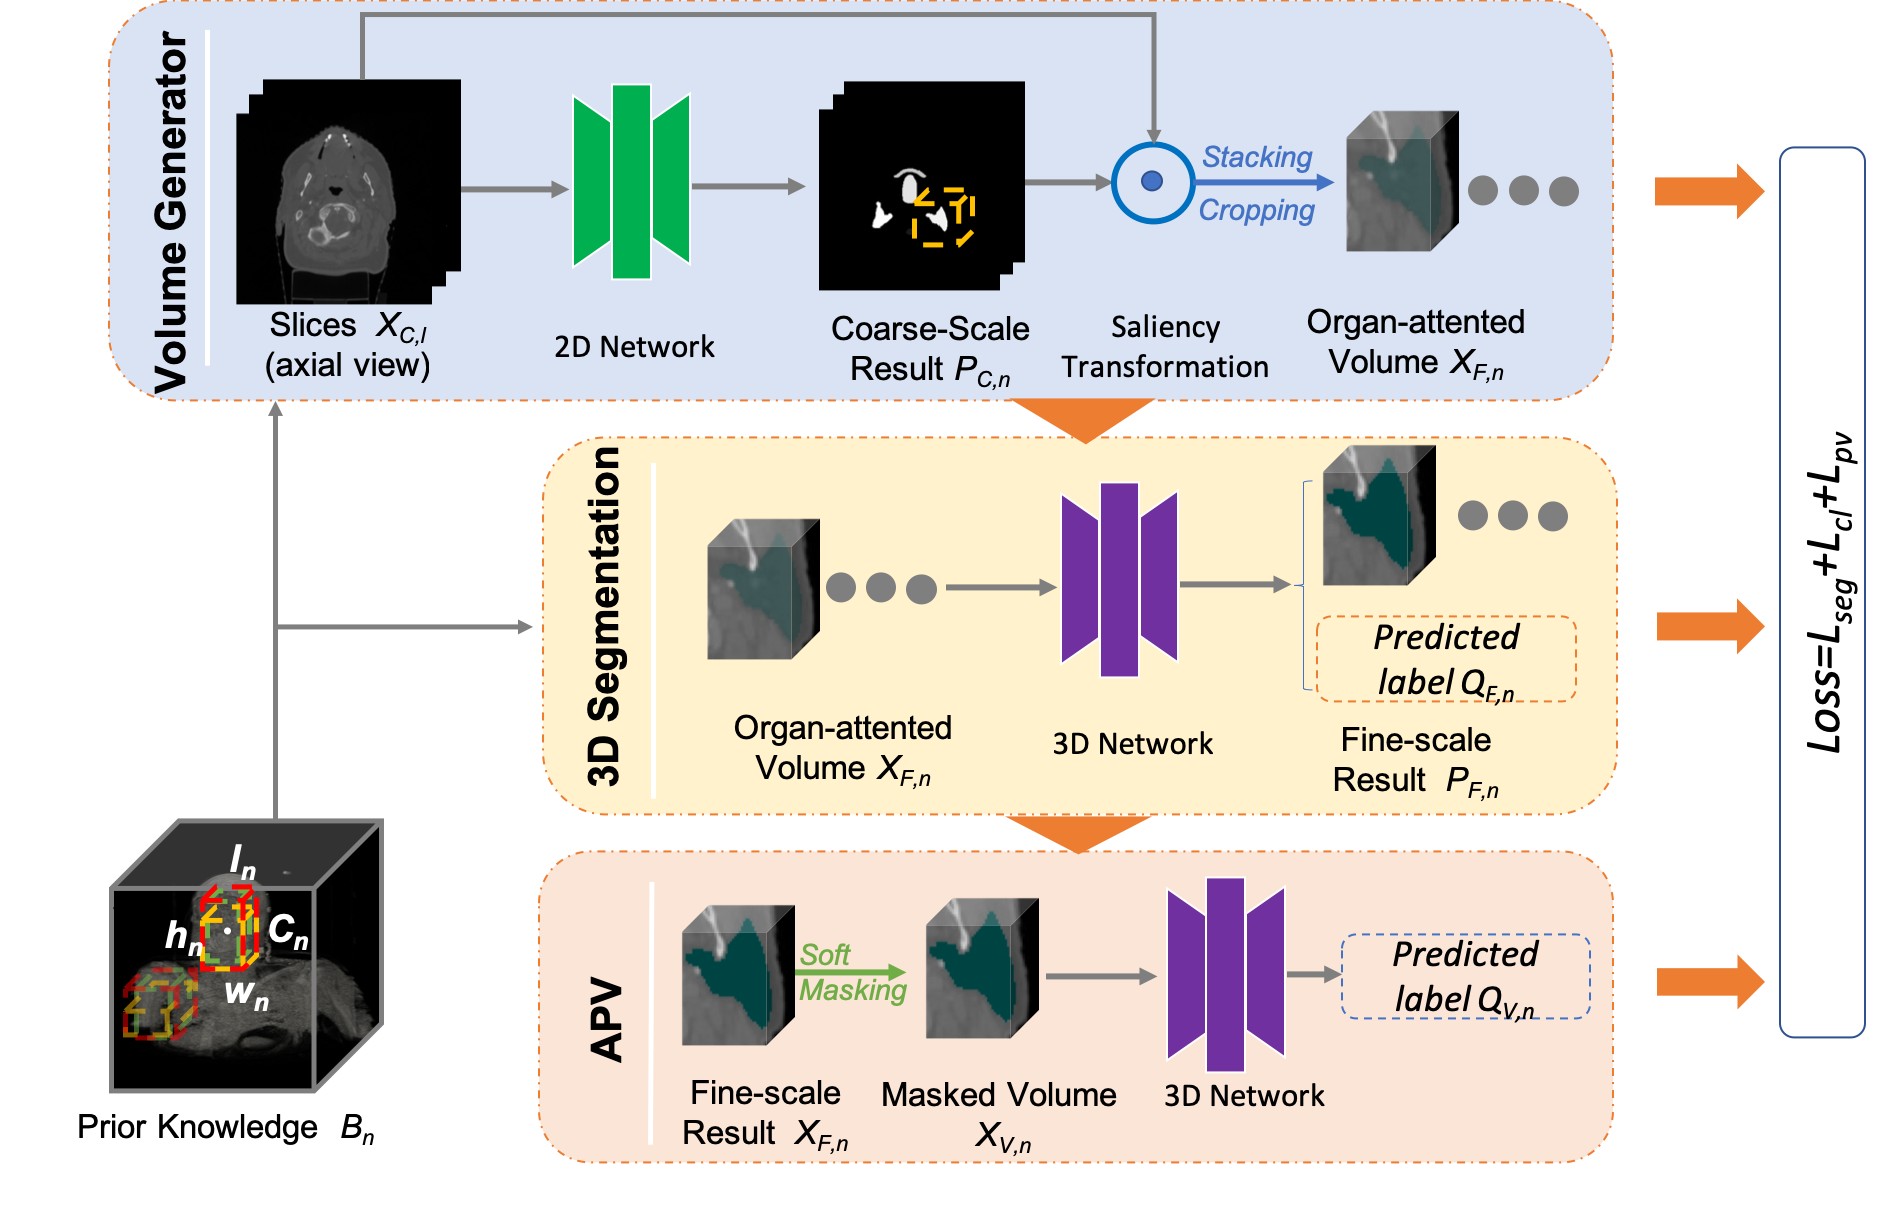 Volume Generator
Slices X_{C,I}
(axial view)
2D Network
Coarse-Scale
Result P_{C,n}
Saliency
Transformation
Stacking
Cropping
Organ-attented
Volume X_{F,n}
3D Segmentation
Organ-attented
Volume X_{F,n}
3D Network
Predicted
label Q_{F,n}
Fine-scale
Result P_{F,n}
APV
Fine-scale
Result X_{F,n}
Soft
Masking
Masked Volume
X_{V,n}
3D Network
Predicted
label Q_{V,n}
l_n
h_n
C_n
w_n
Prior Knowledge B_n
Loss=L_{seg}+L_{cl}+L_{pv}